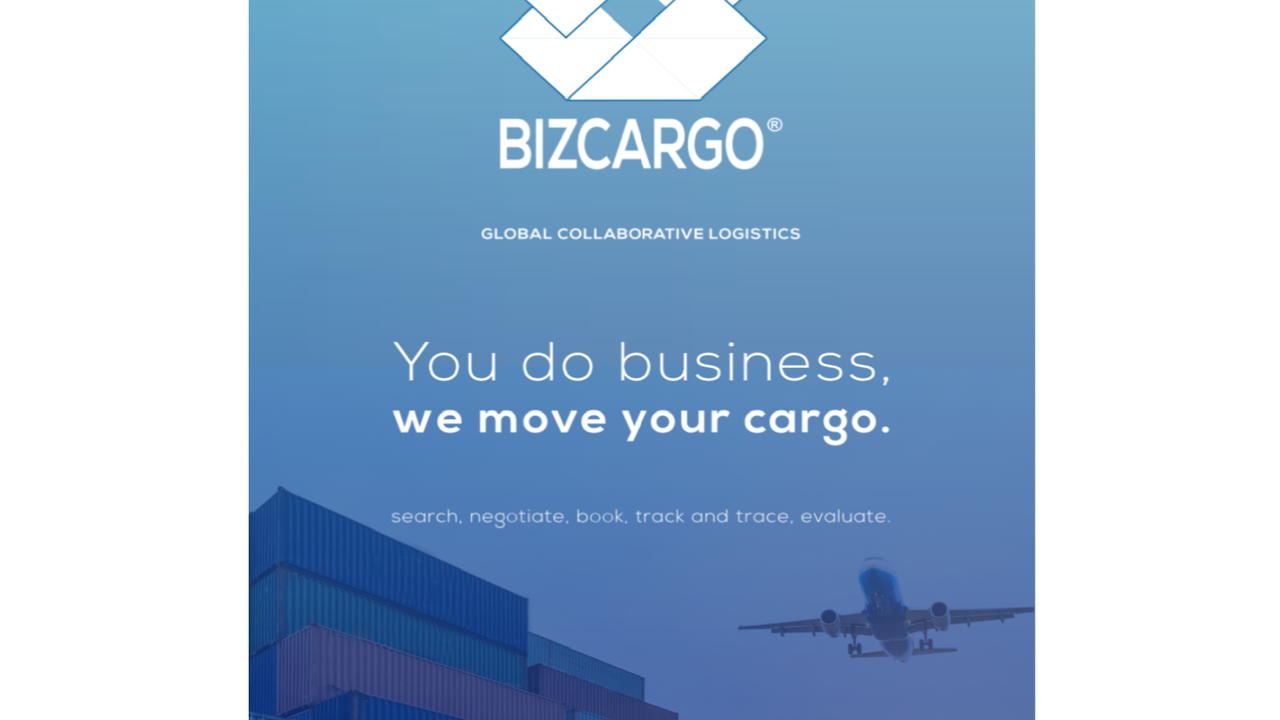 BIZCARGO®
GLOBAL COLLABORATIVE LOGISTICS
You do business,
we move your cargo.
search, negotiate, book, track and trace, evaluate.